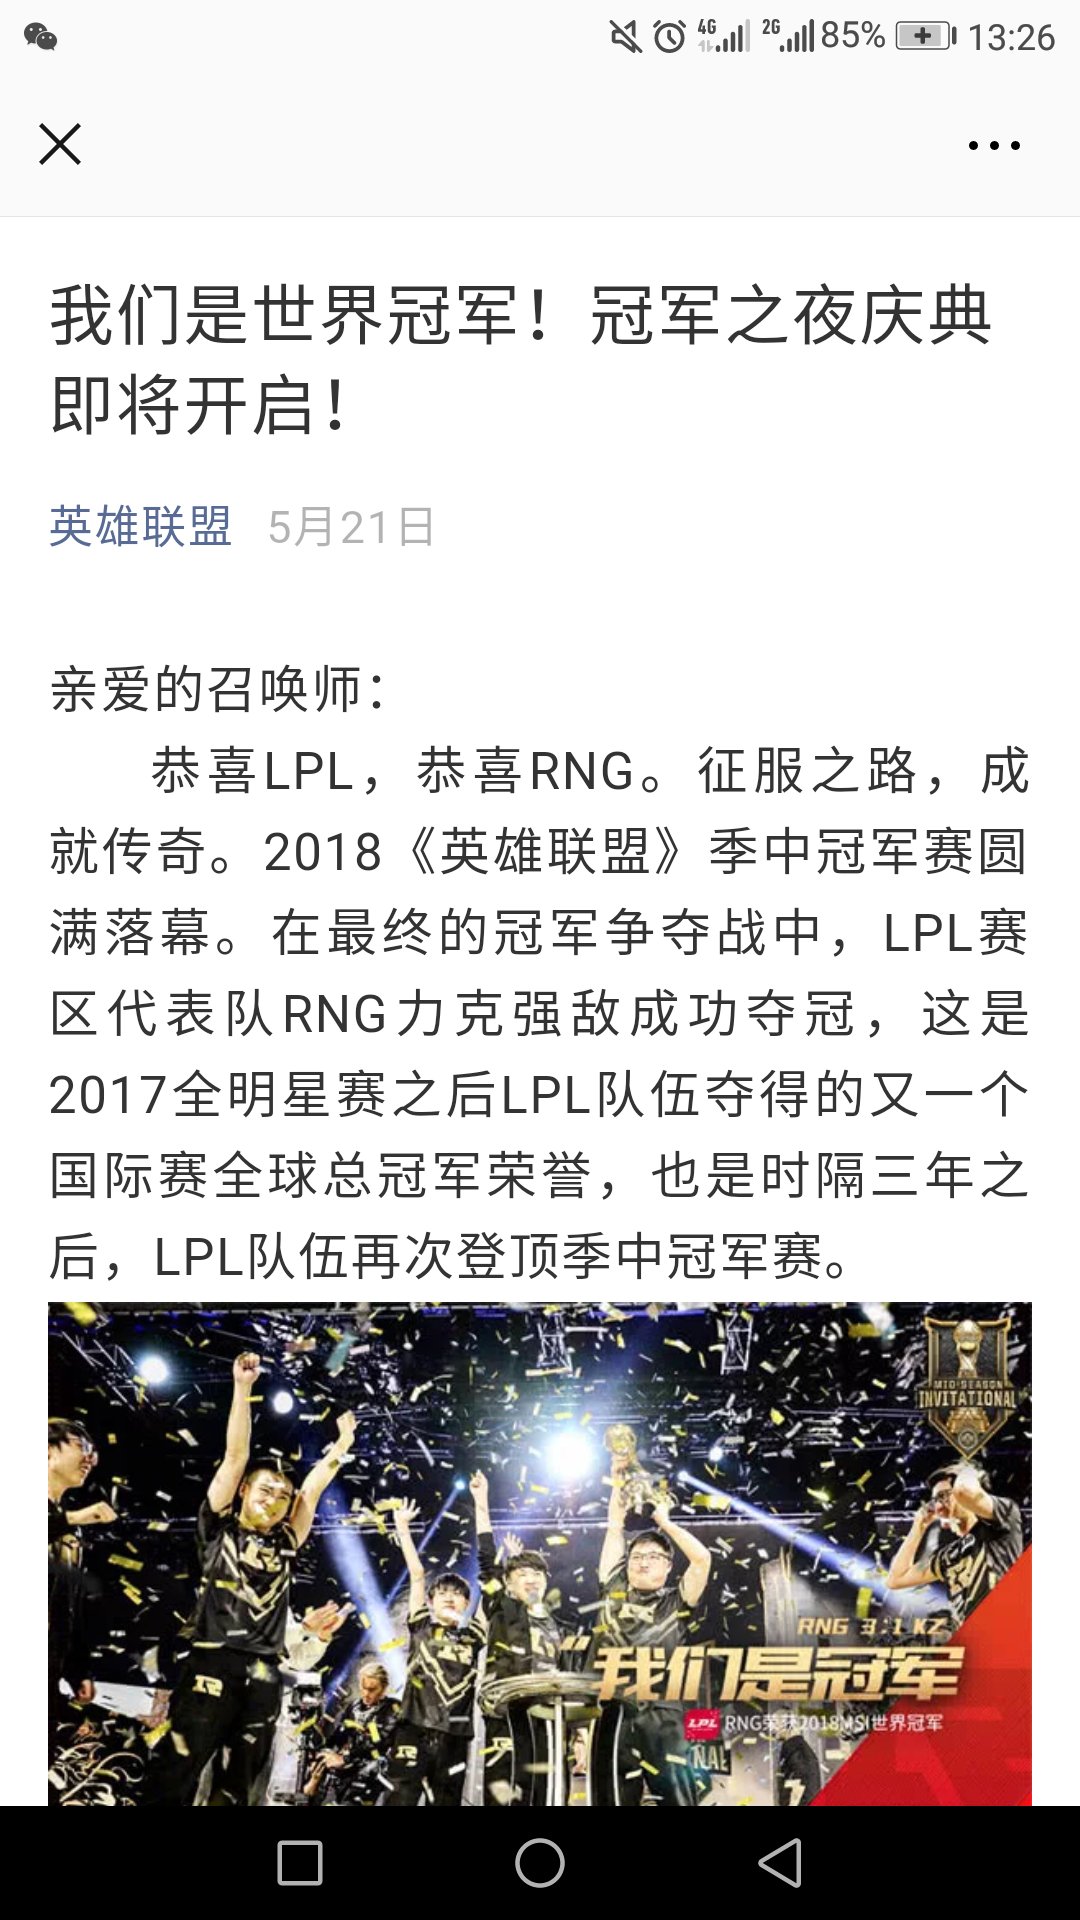 4G 2G 85% 13:26
我们是世界冠军！冠军之夜庆典
即将开启！
英雄联盟 5月21日
亲爱的召唤师：
恭喜LPL，恭喜RNG。征服之路，成
就传奇。2018《英雄联盟》季中冠军赛圆
满落幕。在最终的冠军争夺战中，LPL赛
区代表队RNG力克强敌成功夺冠，这是
2017全明星赛之后LPL队伍夺得的又一个
国际赛全球总冠军荣誉，也是时隔三年之
后，LPL队伍再次登顶季中冠军赛。
MID-SEASON
INVITATIONAL
RNG 3:1 KZ
“我们是冠军
LPL RNG荣获2018MSI世界冠军
NAL